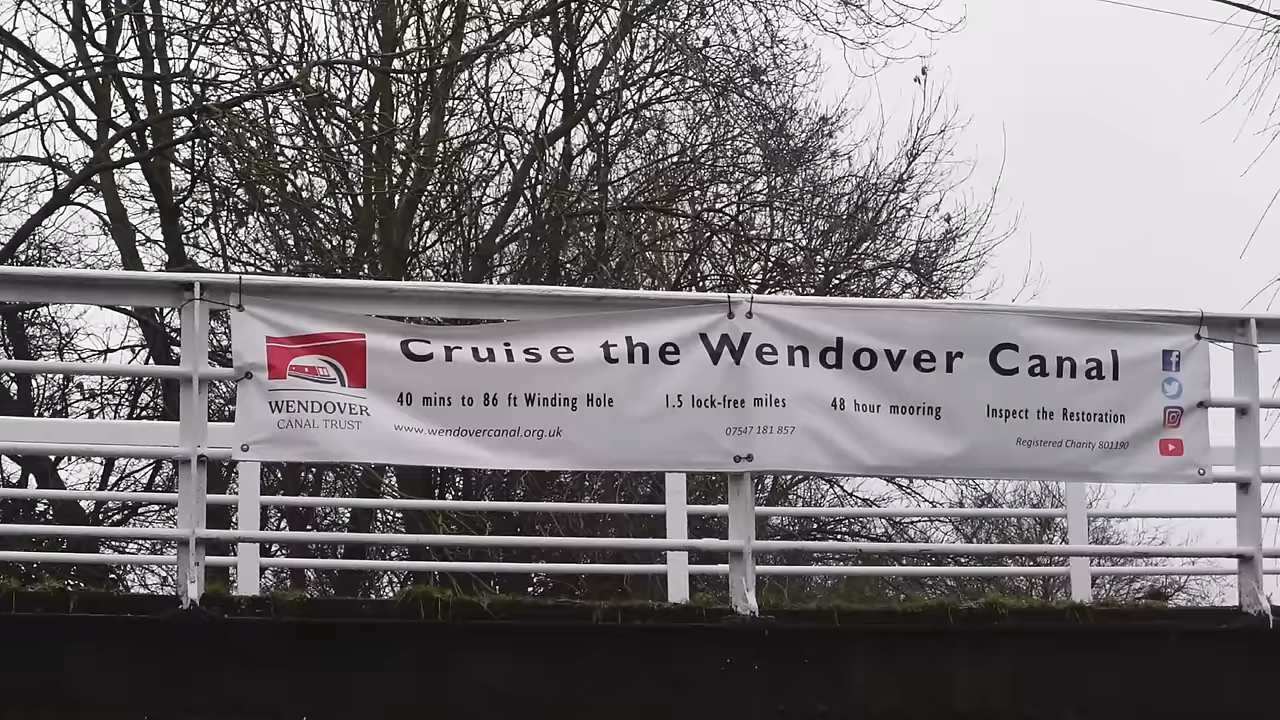 Cruise the Wendover Canal
WENDOVER
CANAL TRUST
40 mins to 86 ft Winding Hole 1.5 lock-free miles 48 hour mooring Inspect the Restoration
www.wendovercanal.org.uk 07547 181 857 Registered Charity 801190